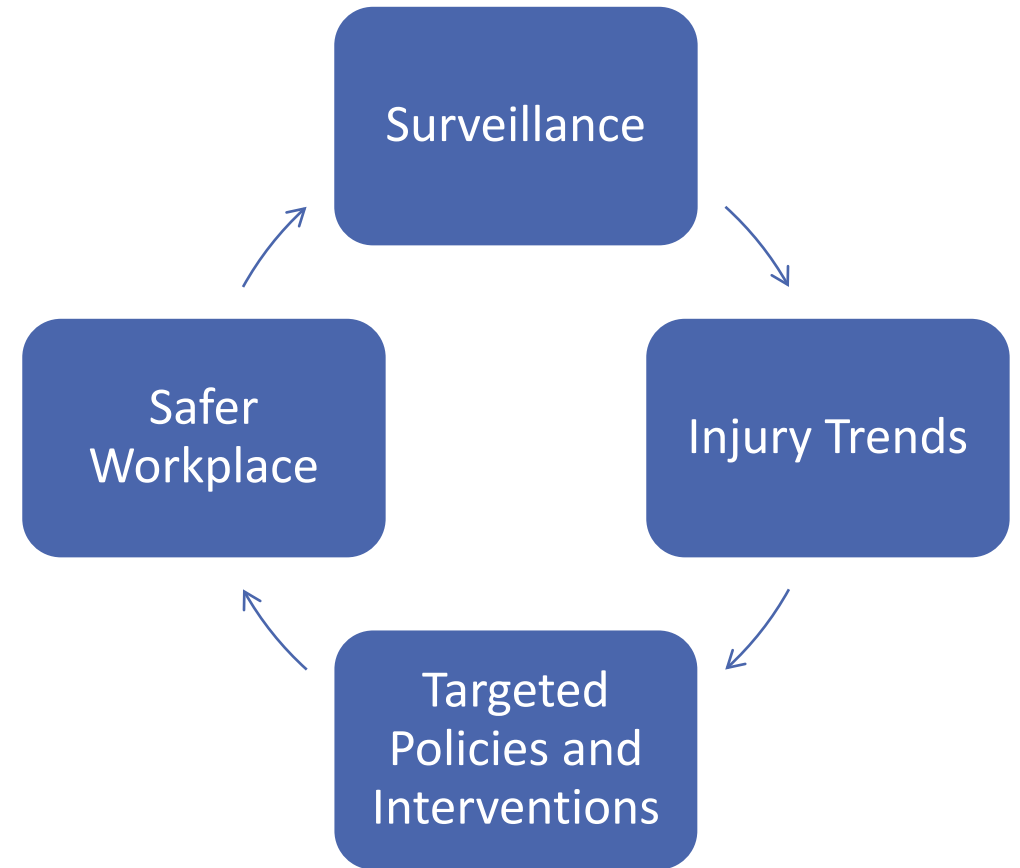 Surveillance
Injury Trends
Targeted
Policies and
Interventions
Safer
Workplace